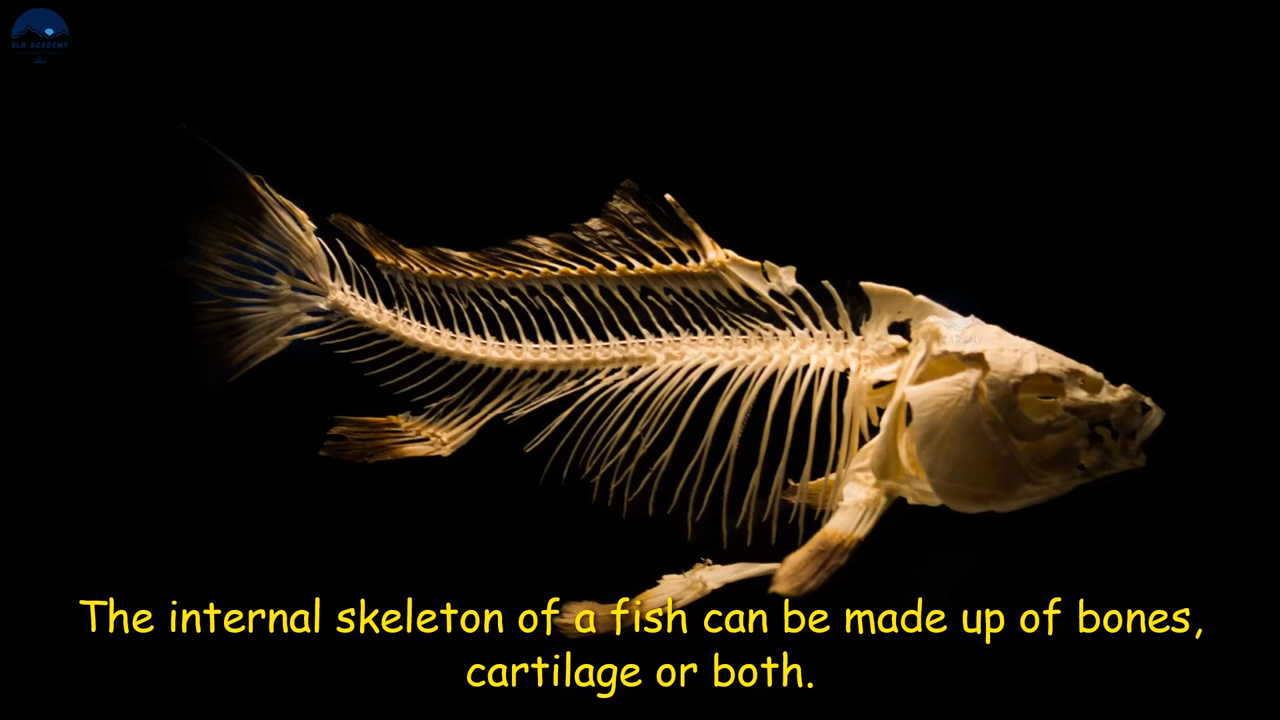 The internal skeleton of a fish can be made up of bones,
cartilage or both.